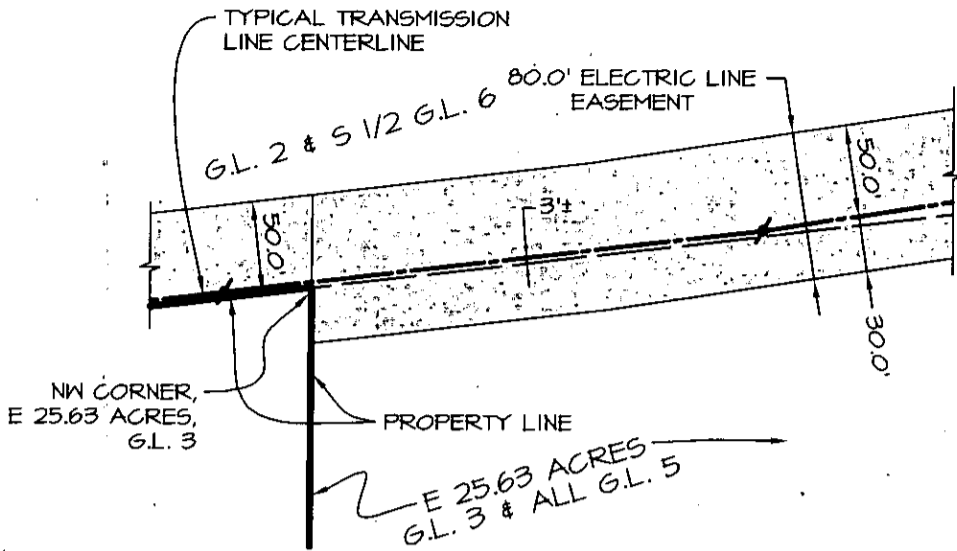 TYPICAL TRANSMISSION
LINE CENTERLINE
80.0' ELECTRIC LINE
EASEMENT
G.L. 2 & S 1/2 G.L. 6
50.0'
50.0'
3'±
30.0'
NW CORNER,
E 25.63 ACRES,
G.L. 3
PROPERTY LINE
E 25.63 ACRES
G.L. 3 & ALL G.L. 5